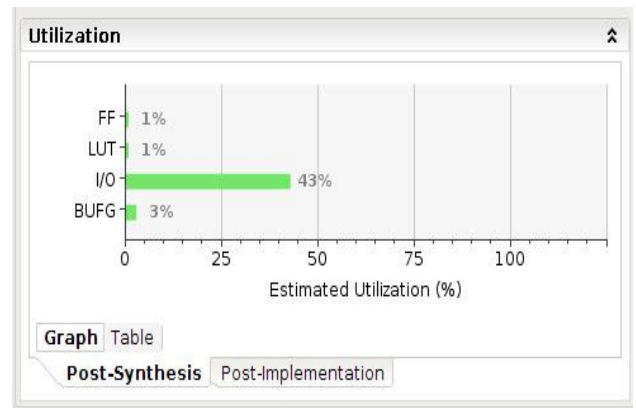 Utilization
FF 1%
LUT 1%
I/O 43%
BUFG 3%
0 25 50 75 100
Estimated Utilization (%)
Graph Table
Post-Synthesis Post-Implementation